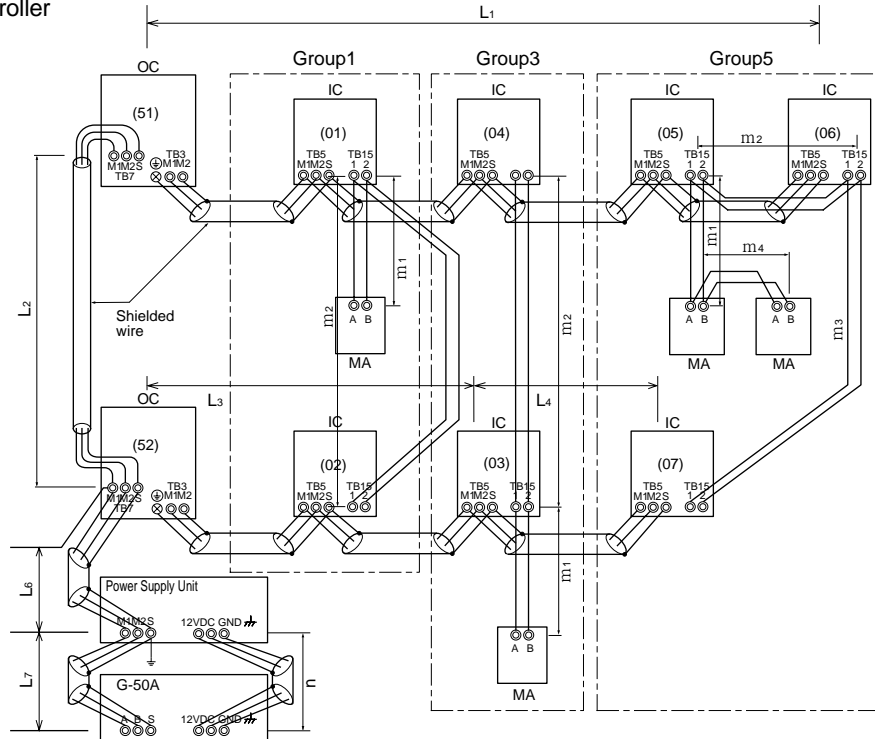 roller
L1
Group1
Group3
Group5
OC
(51)
M1M2S
TB7
TB3
M1M2
IC
(01)
TB5
M1M2S
TB15
1 2
IC
(04)
TB5
M1M2S
IC
(05)
TB5
M1M2S
TB15
1 2
IC
(06)
TB5
M1M2S
TB15
1 2
m2
m1
m1
m4
m2
m2
m3
L2
Shielded
wire
A B
MA
A B
MA
A B
MA
L3
L4
OC
(52)
M1M2S
TB7
TB3
M1M2
IC
(02)
TB5
M1M2S
TB15
1 2
IC
(03)
TB5
M1M2S
TB15
1 2
IC
(07)
TB5
M1M2S
TB15
1 2
m1
L6
Power Supply Unit
M1M2S
12VDC GND
A B
MA
L7
n
G-50A
A B S
12VDC GND